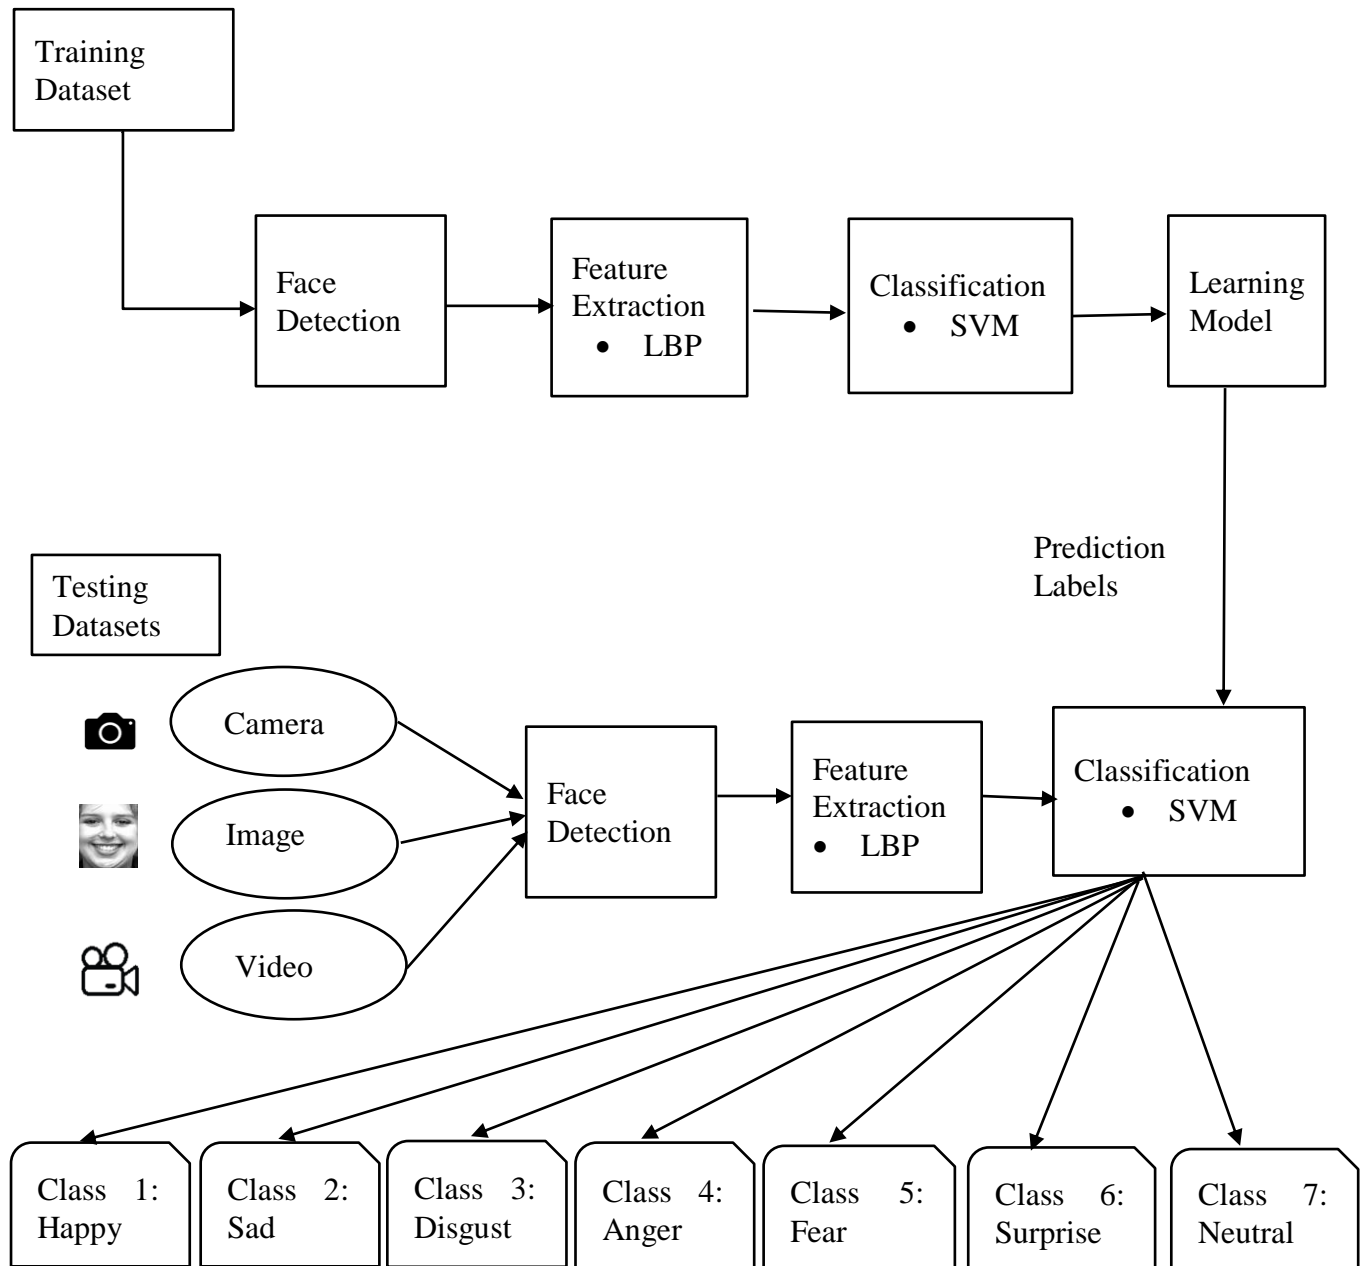 Training
Dataset
Face
Detection
Feature
Extraction
• LBP
Classification
• SVM
Learning
Model
Prediction
Labels
Testing
Datasets
Camera
Image
Video
Face
Detection
Feature
Extraction
• LBP
Classification
• SVM
Class 1:
Happy
Class 2:
Sad
Class 3:
Disgust
Class 4:
Anger
Class 5:
Fear
Class 6:
Surprise
Class 7:
Neutral